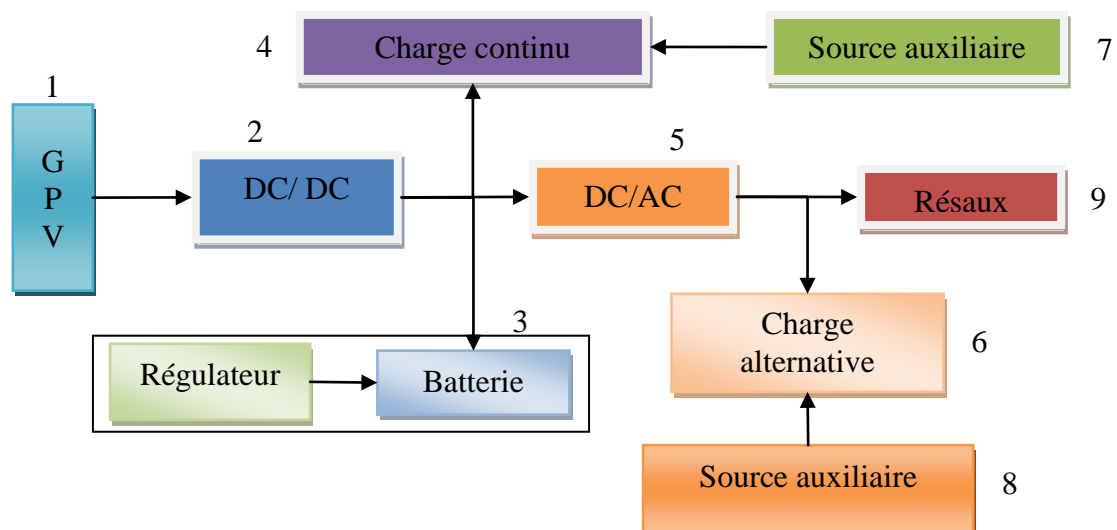 4
Charge continu
Source auxiliaire
7
1
G
P
V
2
DC/ DC
5
DC/AC
Résaux
9
3
Régulateur
Batterie
Charge
alternative
6
Source auxiliaire
8